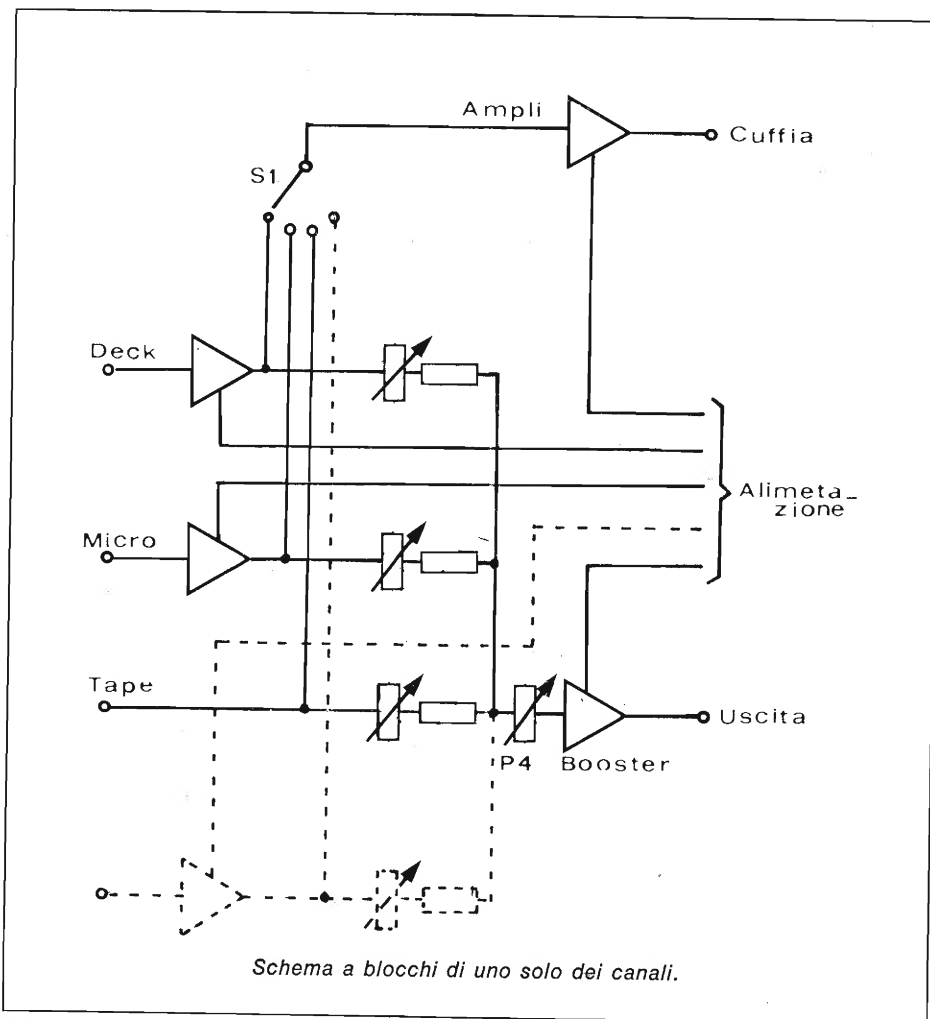 Ampli
Cuffia
S1
Deck
Alimeta_
zione
Micro
Tape
Uscita
P4
Booster
Schema a blocchi di uno solo dei canali.